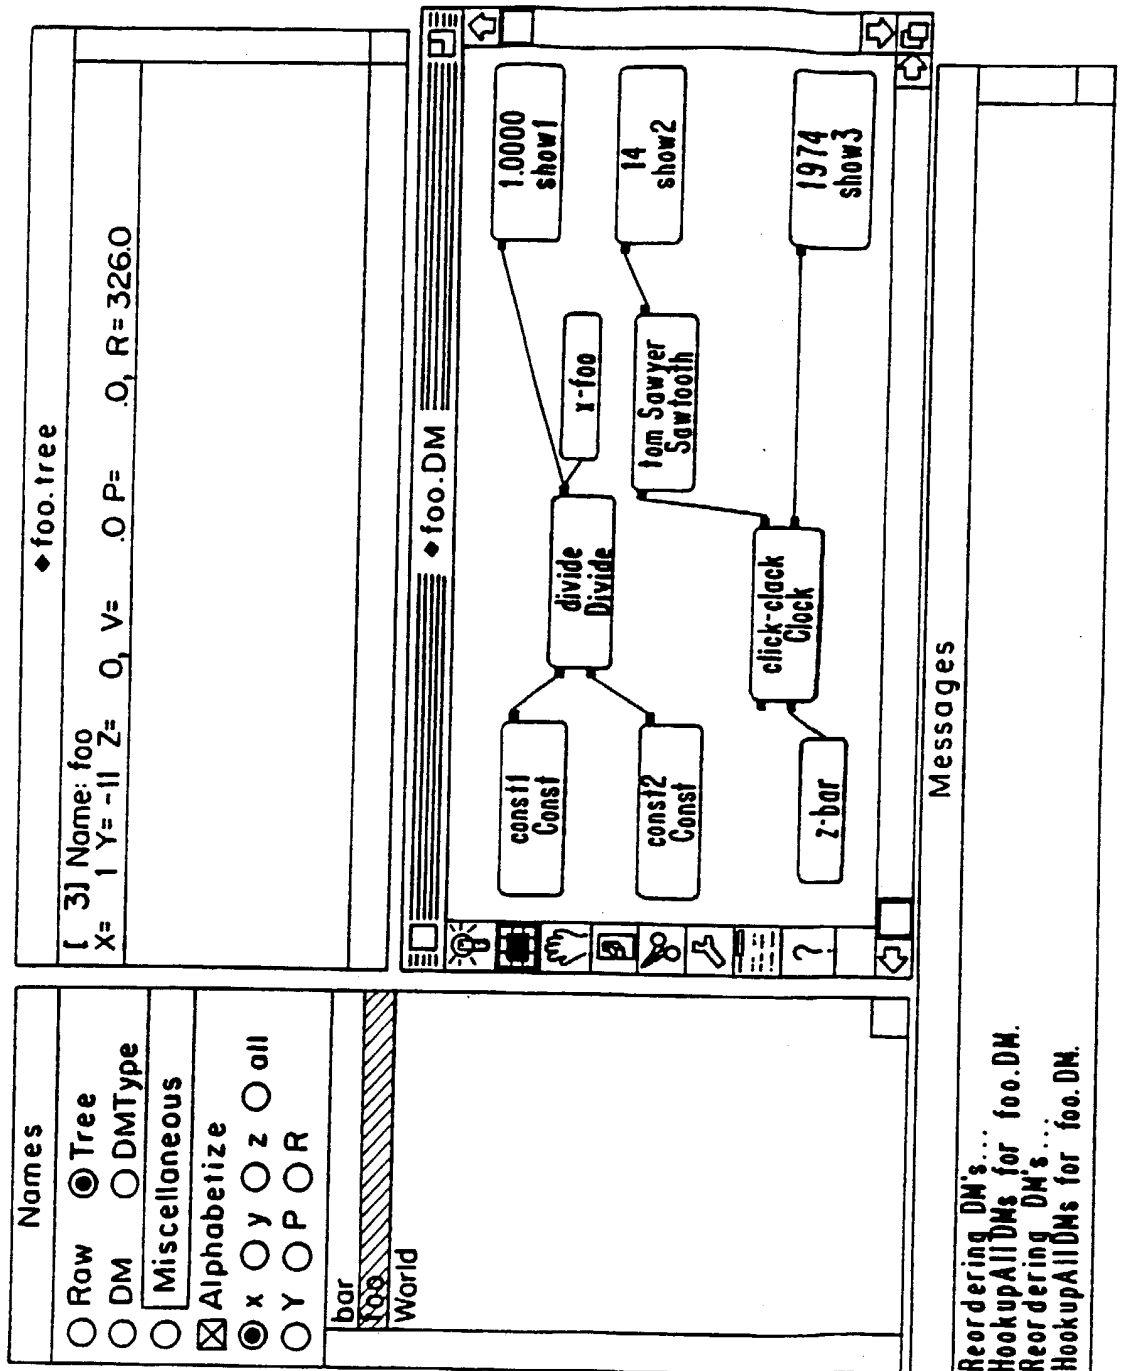 Names
Raw Tree
DM DMType
Miscellaneous
Alphabetize
x y z all
Y P R
bar
foo
World
◆foo.tree
[ 3] Name: foo
X= 1 Y= -11 Z= 0, V= .0 P= .0, R= 326.0
◆foo.DM
const1
Const
const2
Const
z-bar
divide
Divide
click-clack
Clock
x-foo
tom Sawyer
Sawtooth
1.0000
show1
14
show2
1974
show3
?
Messages
Reordering DM's...
HookupAllDMs for foo.DM.
Reordering DM's...
HookupAllDMs for foo.DM.